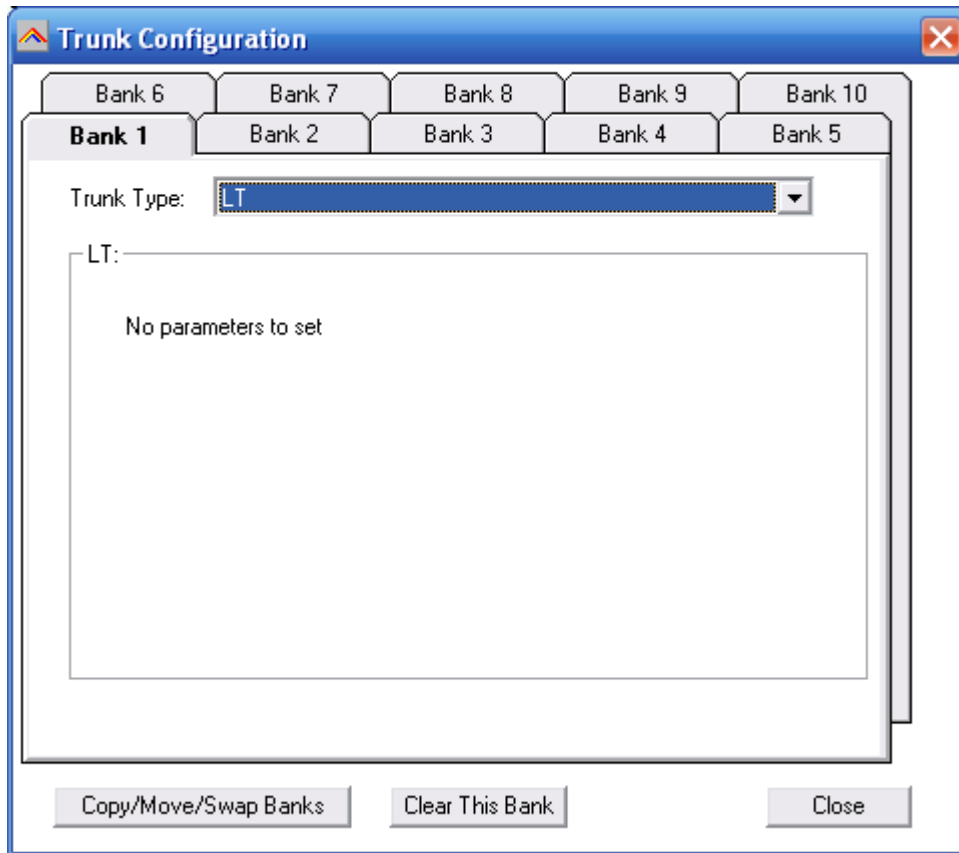 Trunk Configuration
Bank 6 Bank 7 Bank 8 Bank 9 Bank 10
Bank 1 Bank 2 Bank 3 Bank 4 Bank 5
Trunk Type: LT
LT:
No parameters to set
Copy/Move/Swap Banks Clear This Bank Close